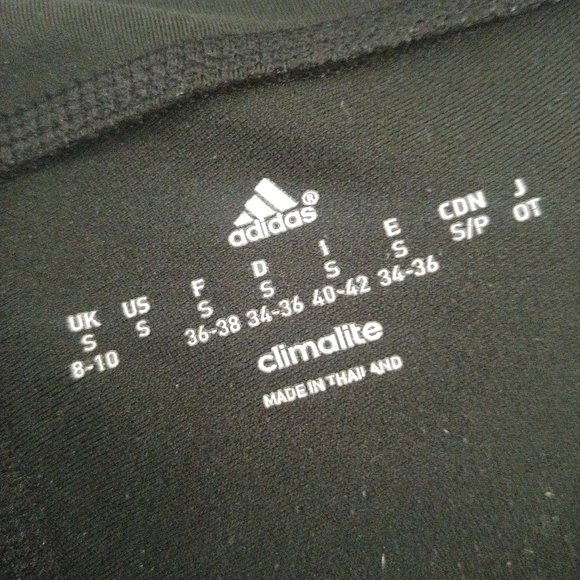 adidas®
UK US F D I E CDN J
S S S S S S S/P OT
8-10 36-38 34-36 40-42 34-36
climalite
MADE IN THAILAND